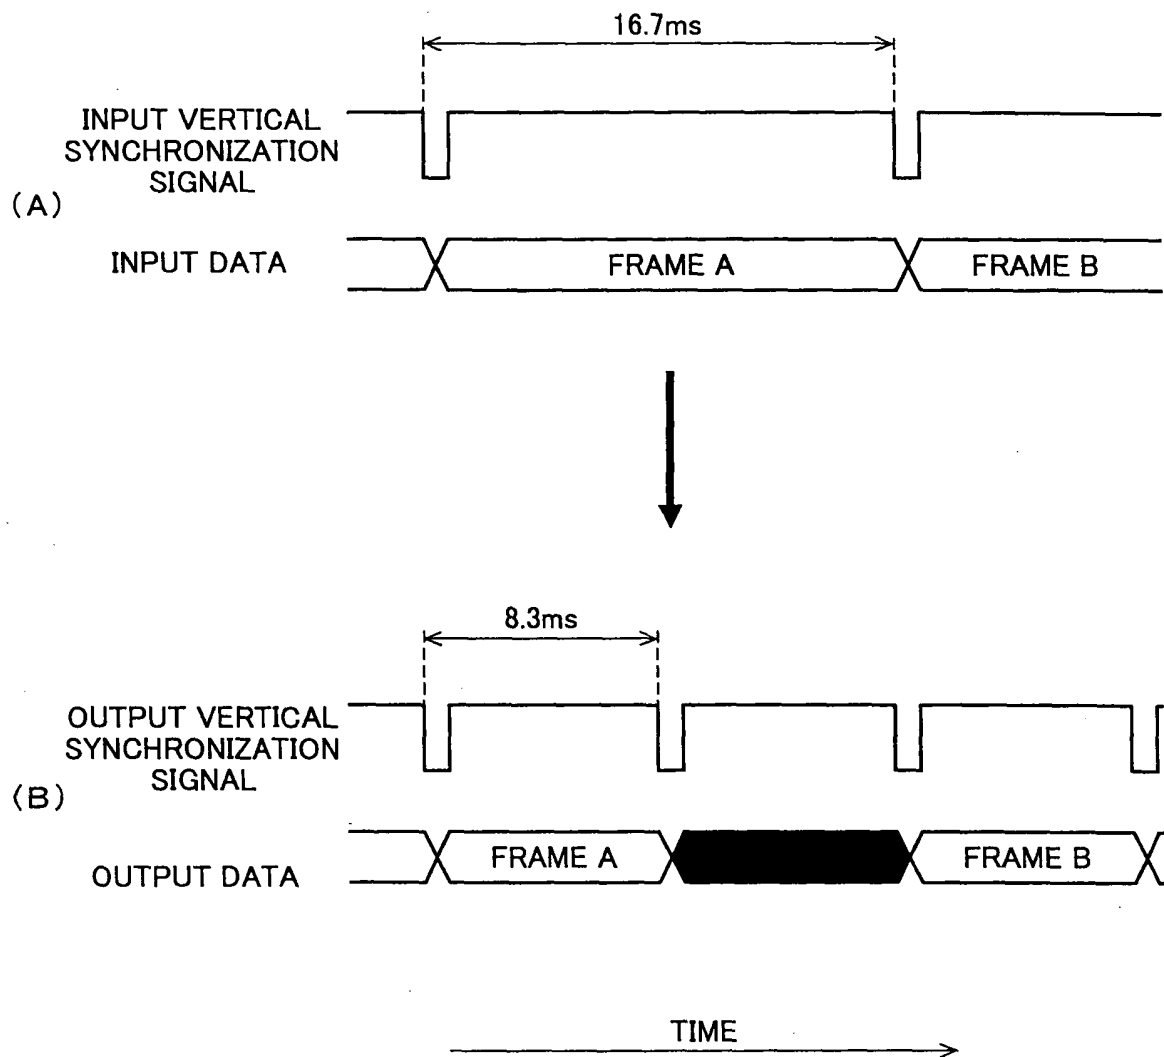 16.7ms
INPUT VERTICAL
SYNCHRONIZATION
SIGNAL
(A)
INPUT DATA
FRAME A
FRAME B
8.3ms
OUTPUT VERTICAL
SYNCHRONIZATION
SIGNAL
(B)
OUTPUT DATA
FRAME A
FRAME B
TIME